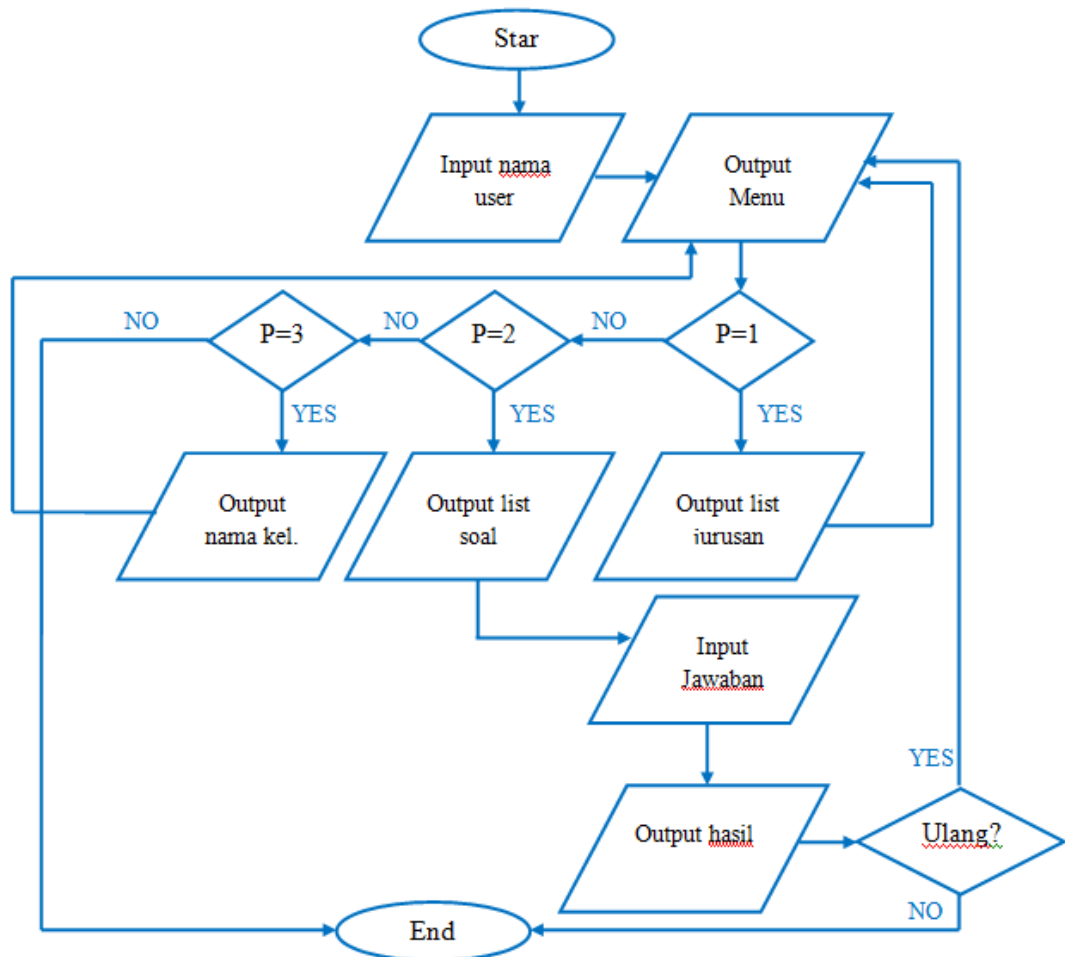 Star
Input nama
user
Output
Menu
NO
P=3
NO
P=2
NO
P=1
YES
YES
YES
Output
nama kel.
Output list
soal
Output list
jurusan
Input
Jawaban
YES
Output hasil
Ulang?
NO
End